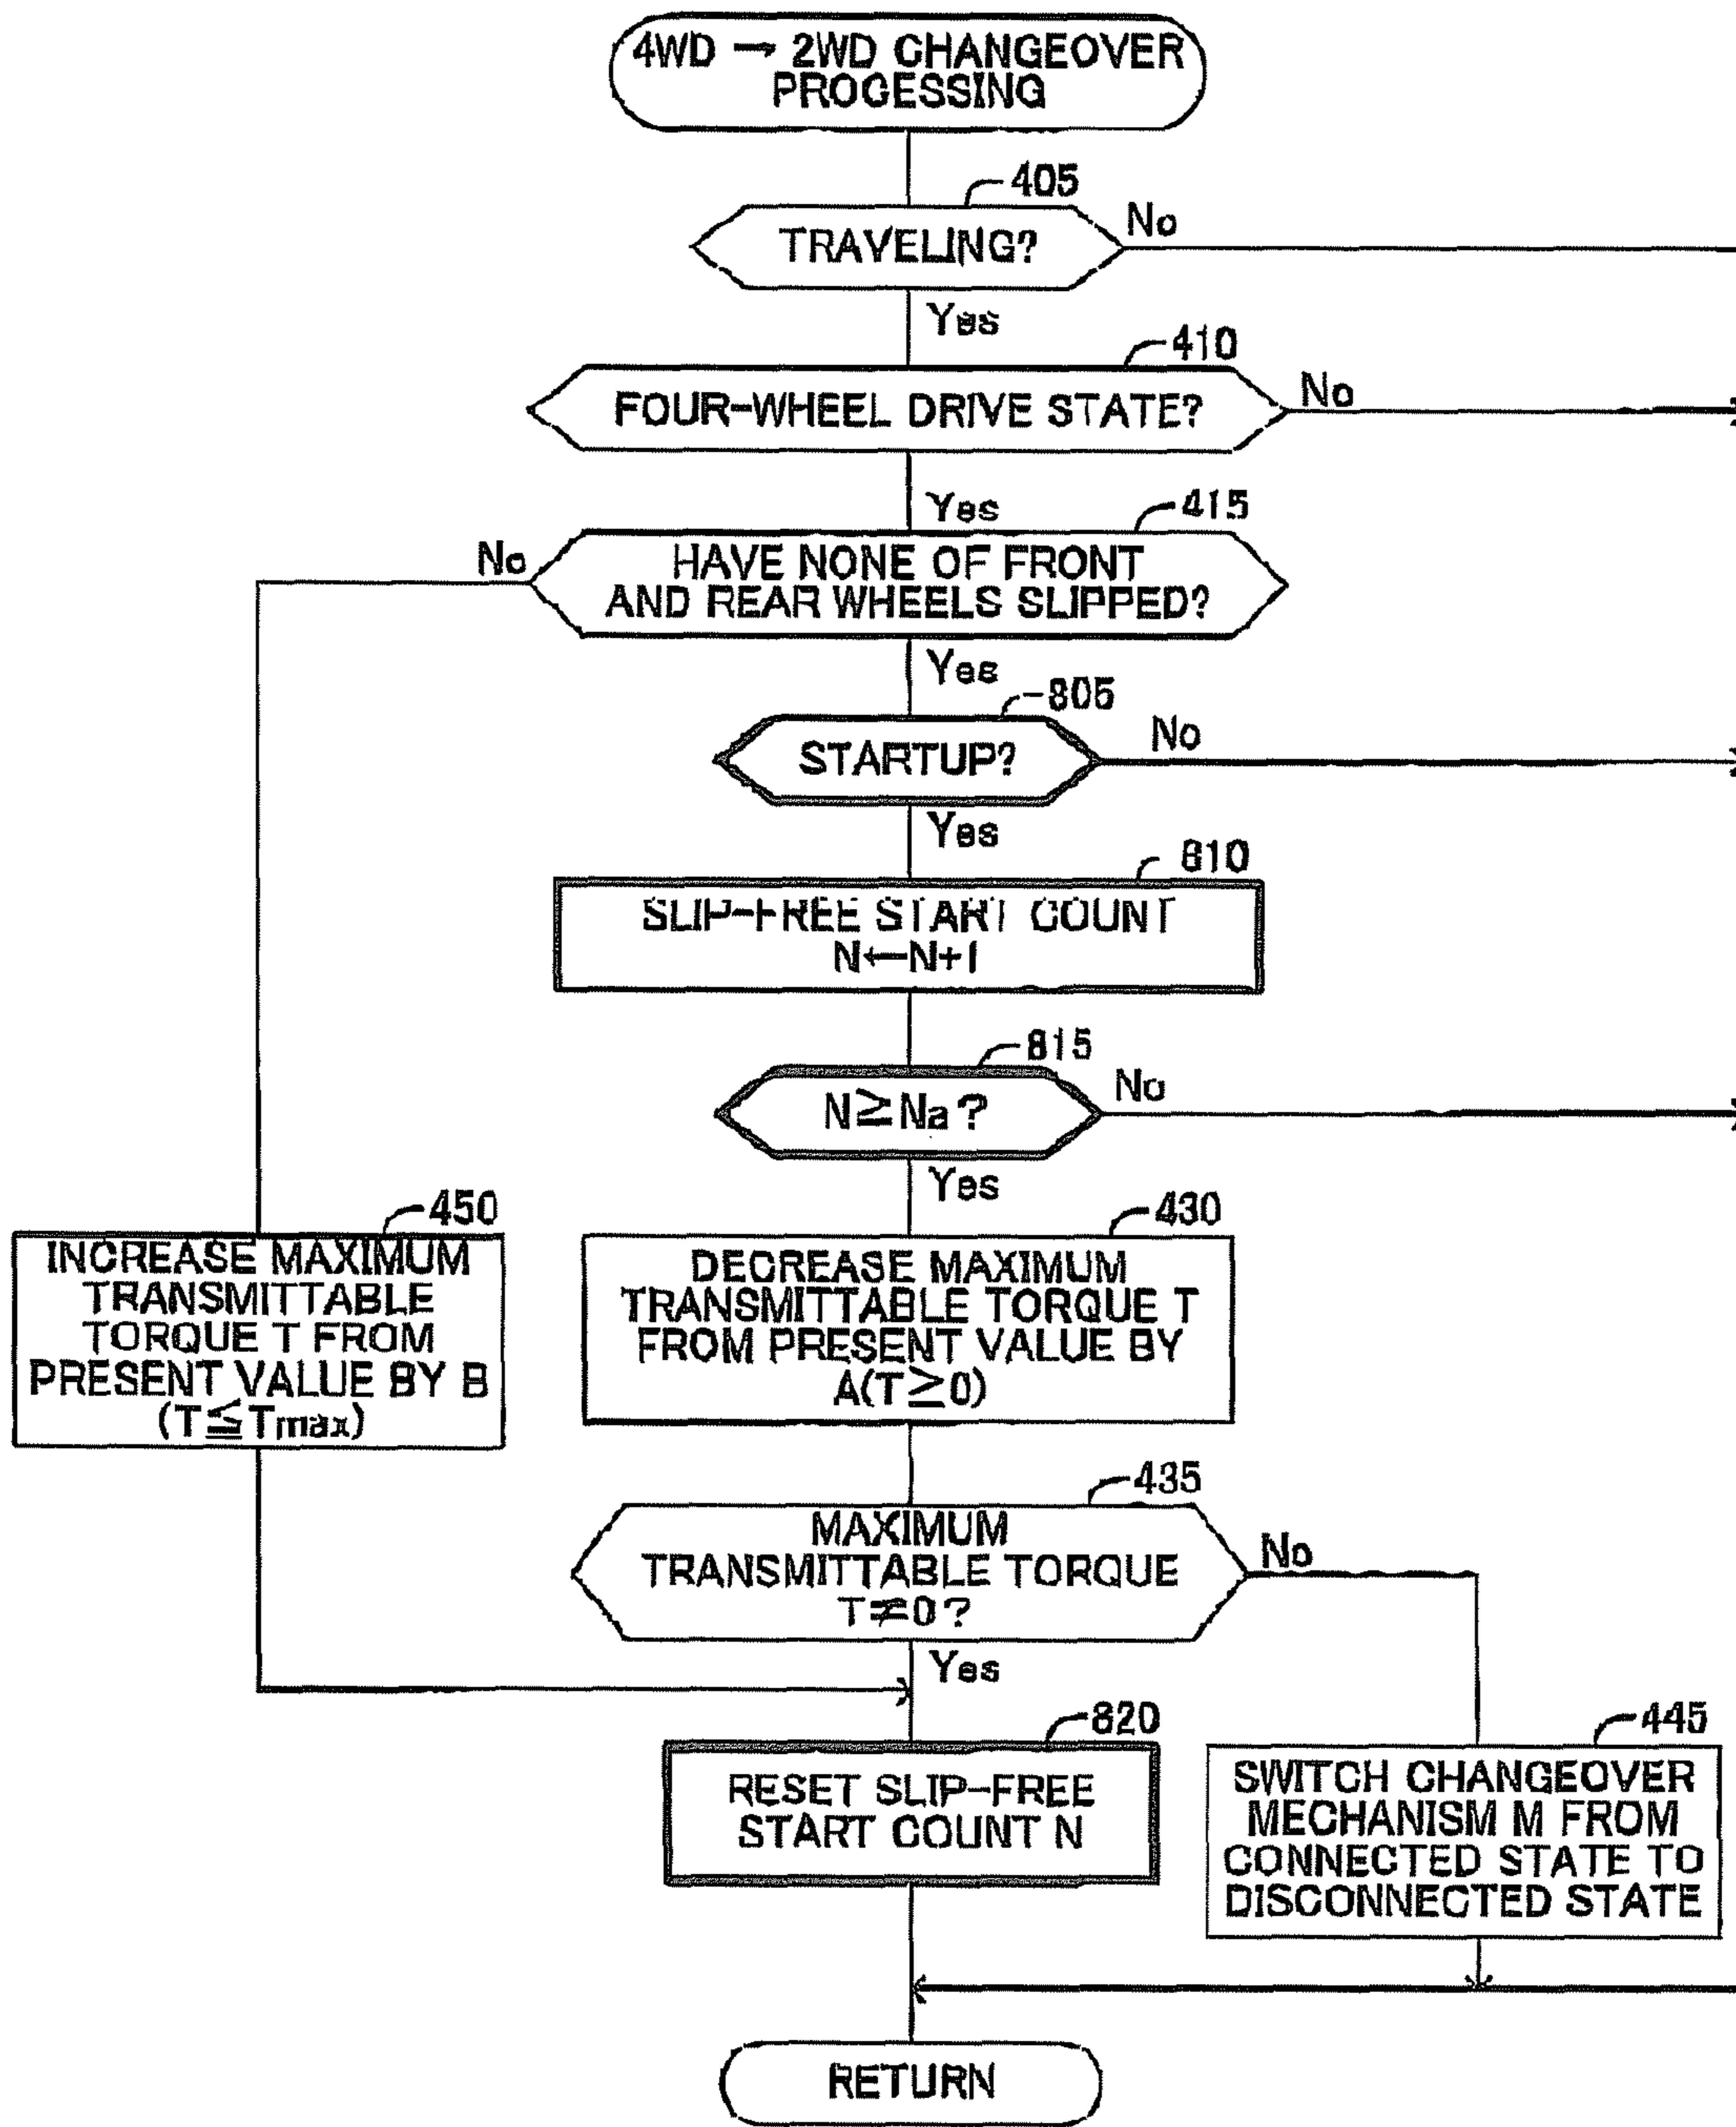 4WD → 2WD CHANGEOVER
PROCESSING
405
TRAVELING?
No
Yes
410
FOUR-WHEEL DRIVE STATE?
No
Yes
415
HAVE NONE OF FRONT
AND REAR WHEELS SLIPPED?
No
Yes
805
STARTUP?
No
Yes
810
SLIP-FREE START COUNT
N←N+1
815
N≧Na?
No
Yes
450
INCREASE MAXIMUM
TRANSMITTABLE
TORQUE T FROM
PRESENT VALUE BY B
(T≦Tmax)
430
DECREASE MAXIMUM
TRANSMITTABLE TORQUE T
FROM PRESENT VALUE BY
A(T≧0)
435
MAXIMUM
TRANSMITTABLE TORQUE
T≠0?
No
Yes
820
RESET SLIP-FREE
START COUNT N
445
SWITCH CHANGEOVER
MECHANISM M FROM
CONNECTED STATE TO
DISCONNECTED STATE
RETURN